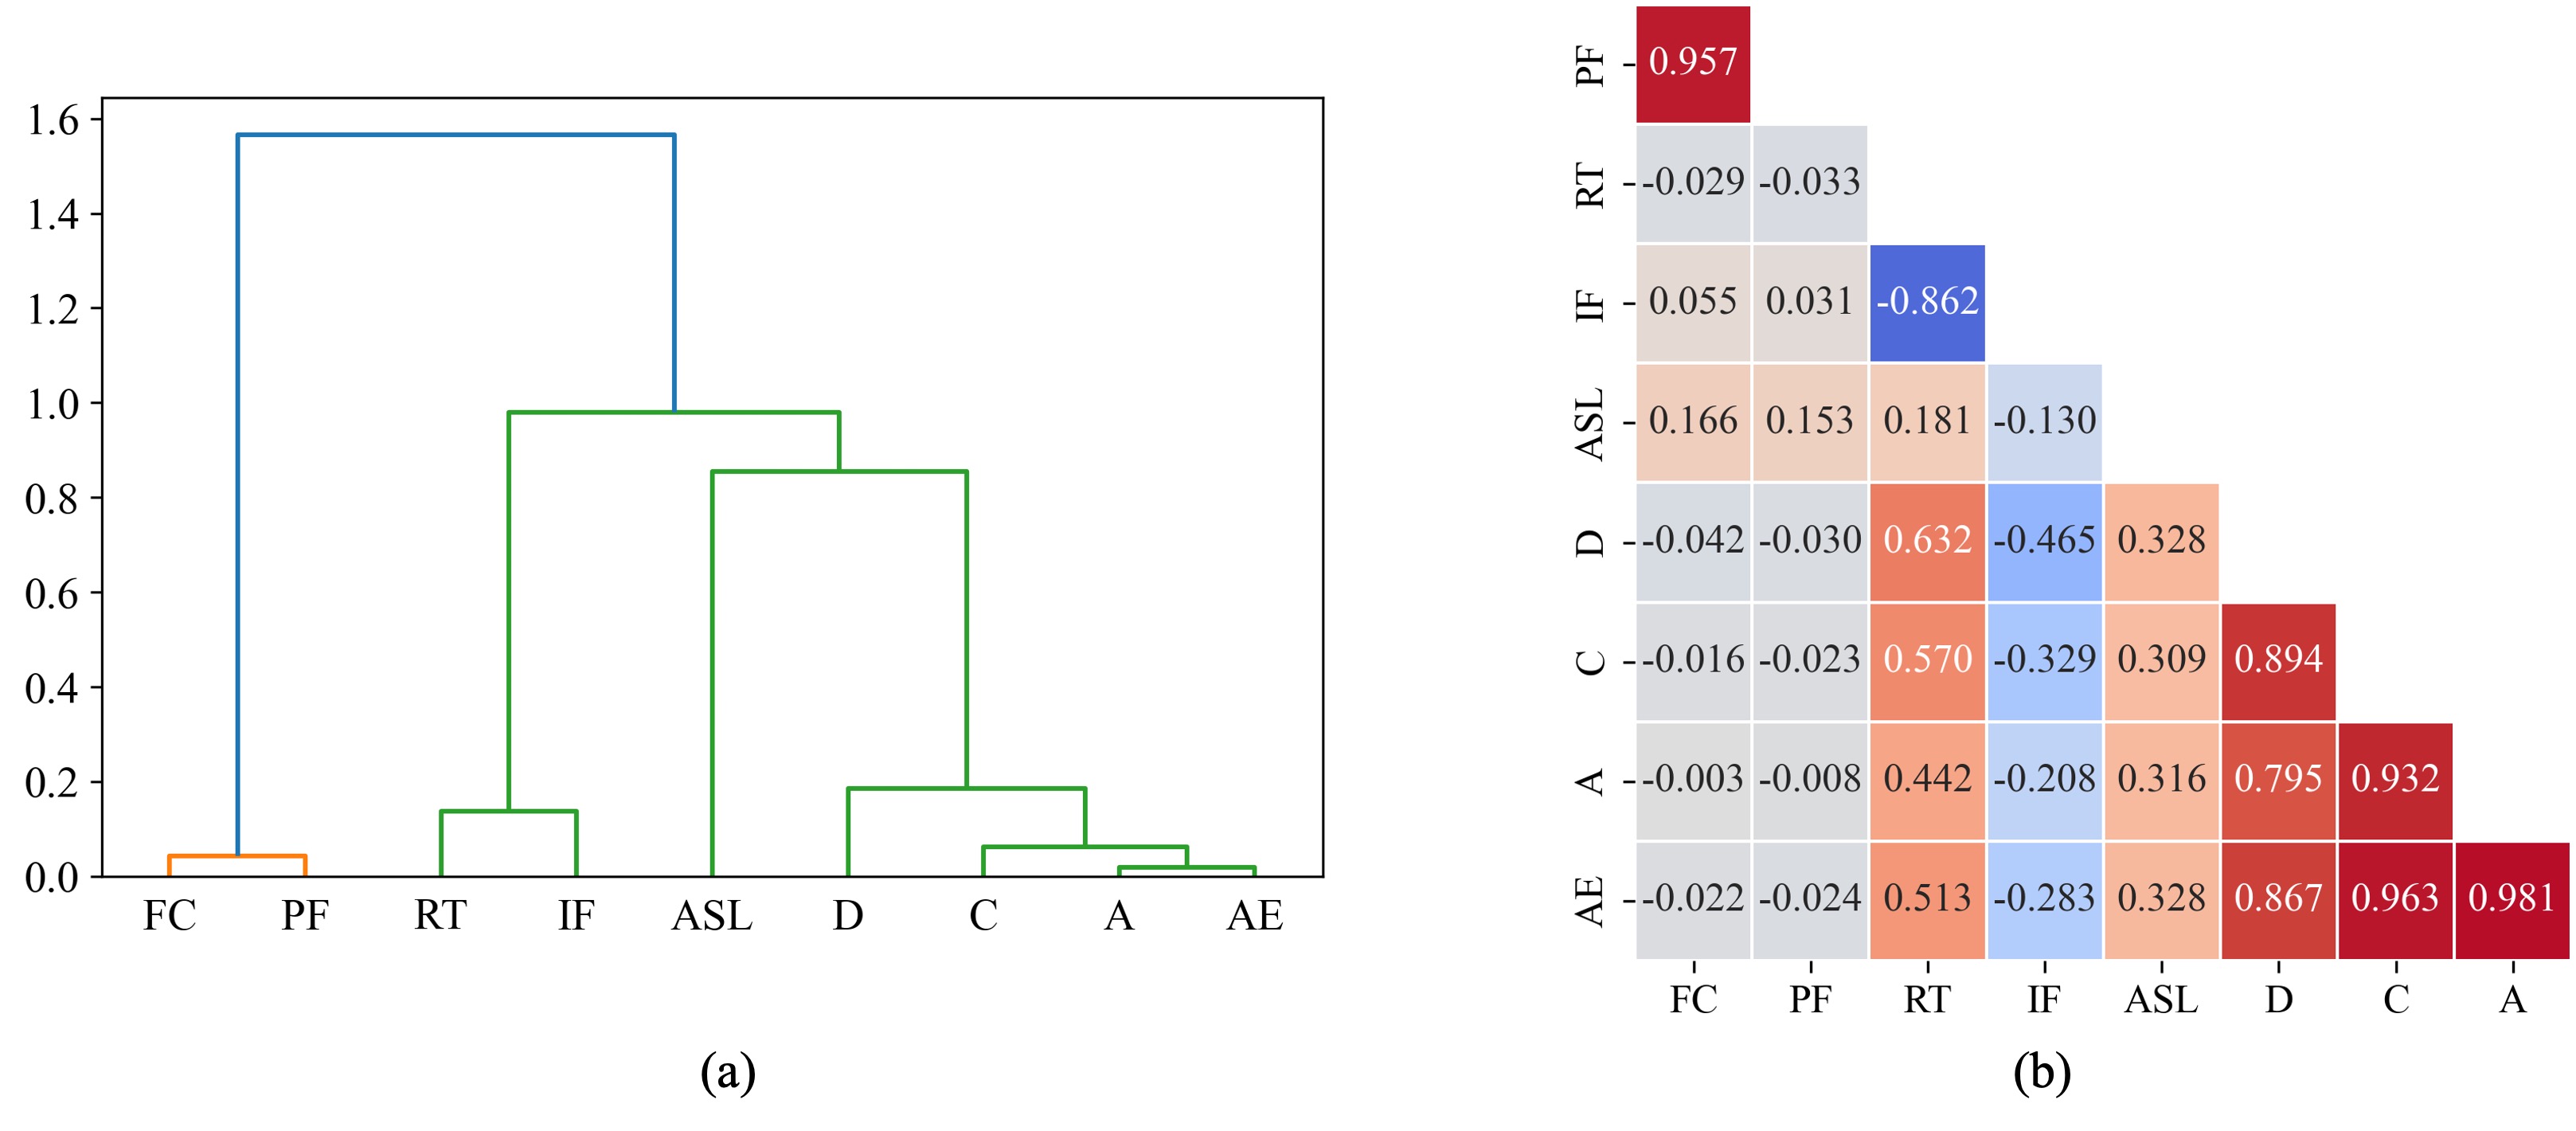 1.6
1.4
1.2
1.0
0.8
0.6
0.4
0.2
0.0
FC PF RT IF ASL D C A AE
(a)
PF 0.957
RT -0.029 -0.033
IF 0.055 0.031 -0.862
ASL 0.166 0.153 0.181 -0.130
D -0.042 -0.030 0.632 -0.465 0.328
C -0.016 -0.023 0.570 -0.329 0.309 0.894
A -0.003 -0.008 0.442 -0.208 0.316 0.795 0.932
AE -0.022 -0.024 0.513 -0.283 0.328 0.867 0.963 0.981
FC PF RT IF ASL D C A
(b)